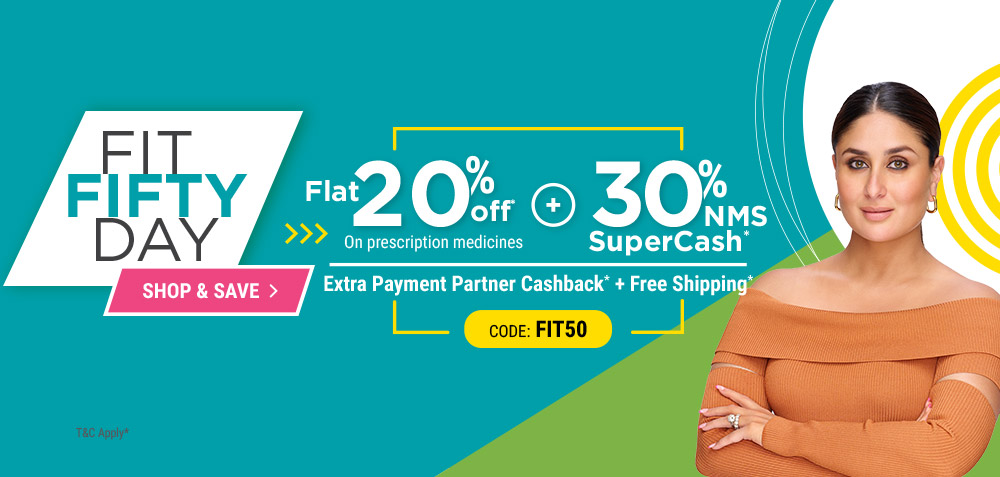 FIT
FIFTY
DAY
SHOP & SAVE >
Flat 20% off*
On prescription medicines
+
30% NMS
SuperCash*
Extra Payment Partner Cashback* + Free Shipping*
CODE: FIT50
T&C Apply*